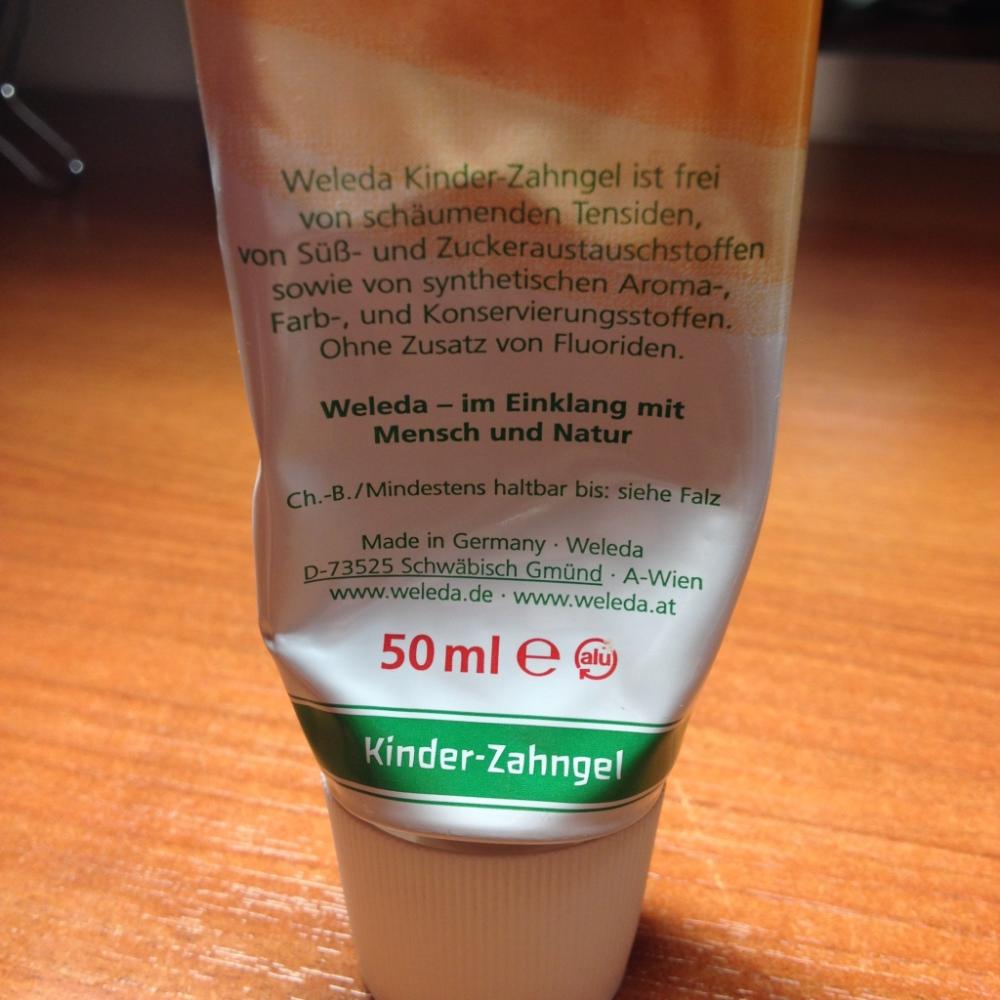 Weleda Kinder-Zahngel ist frei
von schäumenden Tensiden,
von Süß- und Zuckeraustauschstoffen
sowie von synthetischen Aroma-,
Farb-, und Konservierungsstoffen.
Ohne Zusatz von Fluoriden.
Weleda – im Einklang mit
Mensch und Natur
Ch.-B./Mindestens haltbar bis: siehe Falz
Made in Germany · Weleda
D-73525 Schwäbisch Gmünd · A-Wien
www.weleda.de · www.weleda.at
50 ml ℮ alu
Kinder-Zahngel